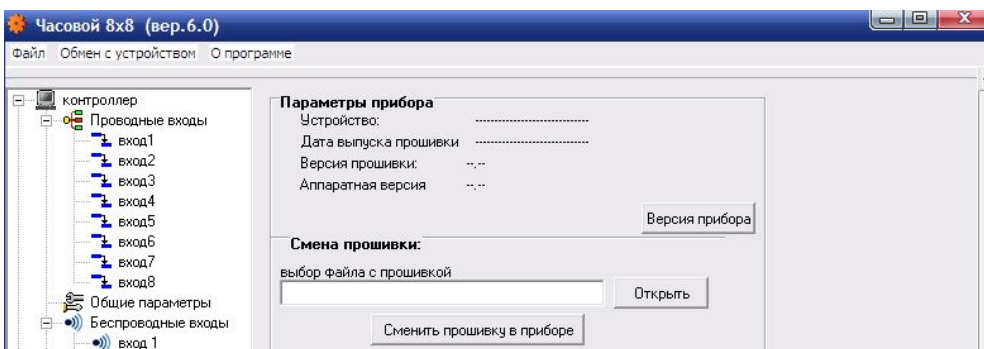 Часовой 8x8 (вер.6.0)
Файл Обмен с устройством О программе
контроллер
Проводные входы
вход1
вход2
вход3
вход4
вход5
вход6
вход7
вход8
Общие параметры
Беспроводные входы
вход 1
Параметры прибора
Устройство: -----------------------------
Дата выпуска прошивки -----------------------------
Версия прошивки: --.--
Аппаратная версия --.--
Версия прибора
Смена прошивки:
выбор файла с прошивкой
Открыть
Сменить прошивку в приборе